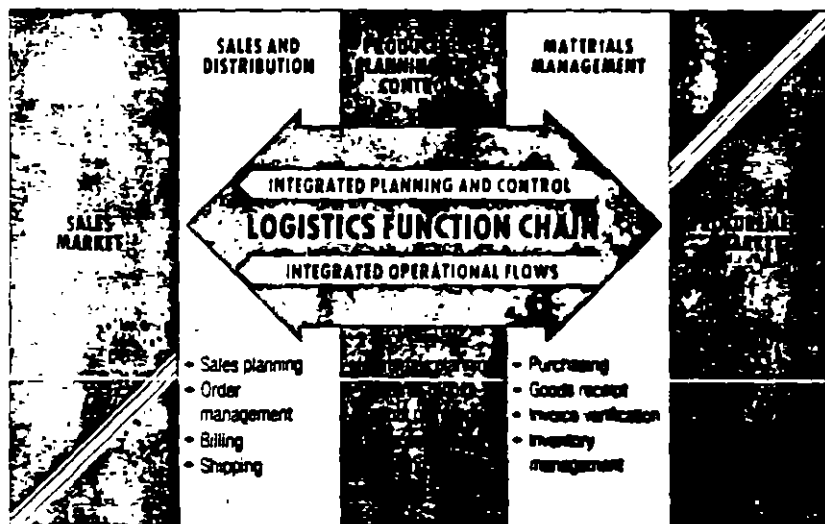 SALES AND
DISTRIBUTION
PLANNING
MATERIALS
MANAGEMENT
INTEGRATED PLANNING AND CONTROL
SALES
MARKET
LOGISTICS FUNCTION CHAIN
INTEGRATED OPERATIONAL FLOWS
• Sales planning
• Order
management
• Billing
• Shipping
• Purchasing
• Goods receipt
• Invoice verification
• Inventory
management